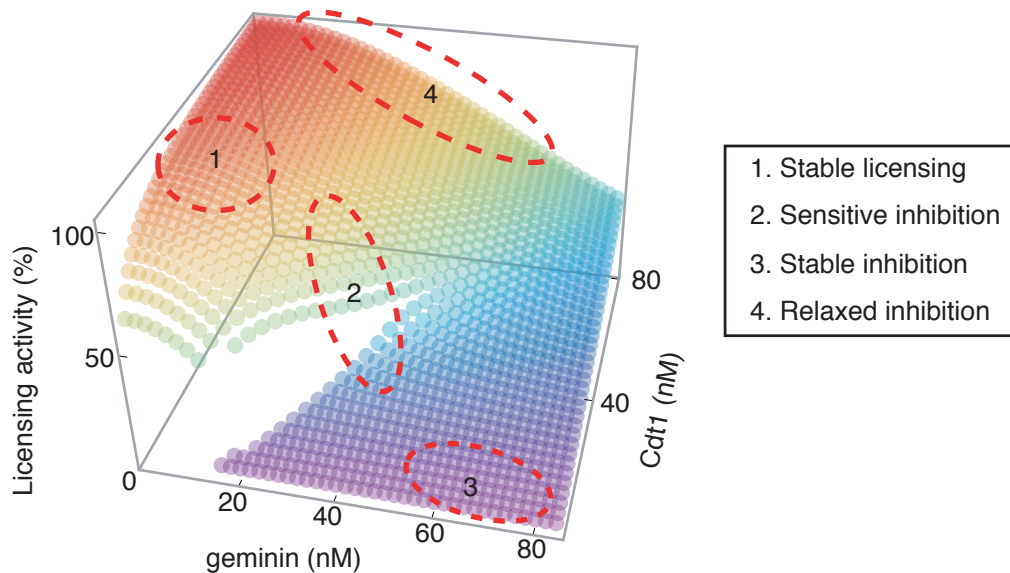 4
1
2
3
100
50
0
Licensing activity (%)
20
40
60
80
geminin (nM)
80
40
Cdt1 (nM)
1. Stable licensing
2. Sensitive inhibition
3. Stable inhibition
4. Relaxed inhibition